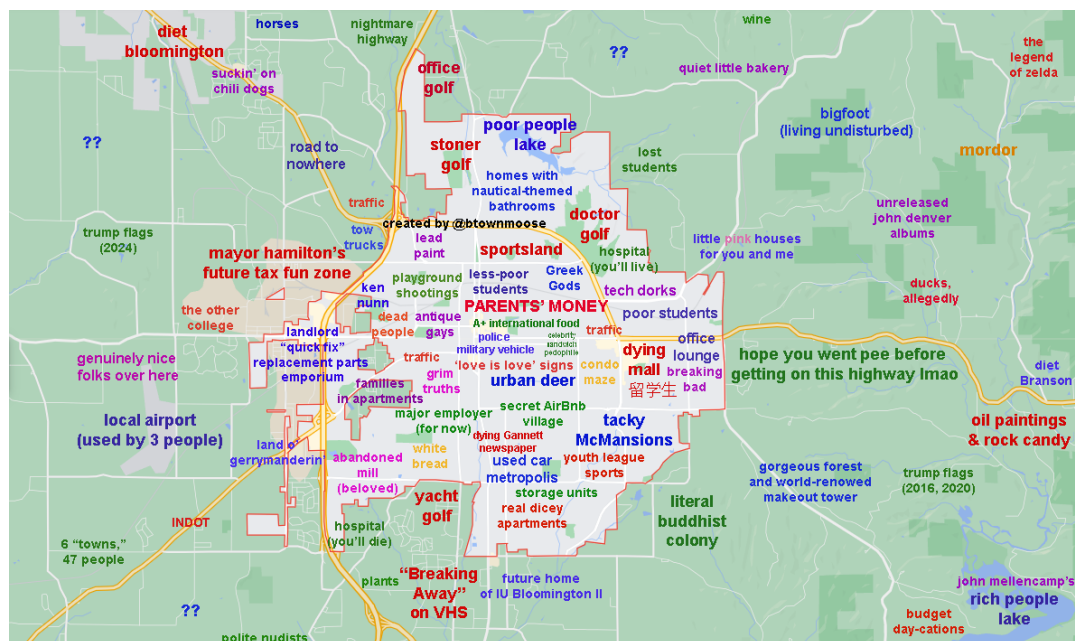 diet
bloomington
horses
nightmare
highway
wine
??
the
legend
of zelda
suckin' on
chili dogs
office
golf
quiet little bakery
??
poor people
lake
bigfoot
(living undisturbed)
road to
nowhere
stoner
golf
lost
students
mordor
homes with
nautical-themed
bathrooms
traffic
created by @btownmoose
doctor
golf
unreleased
john denver
albums
trump flags
(2024)
tow
trucks
lead
paint
little pink houses
for you and me
mayor hamilton's
future tax fun zone
sportsland
hospital
(you'll live)
playground
shootings
less-poor
students
Greek
Gods
ken
nunn
tech dorks
ducks,
allegedly
the other
college
PARENTS' MONEY
dead
people
antique
gays
poor students
landlord
"quick fix"
replacement parts
emporium
A+ international food
police
military vehicle
celebrity
sandwich
pedophile
traffic
office
lounge
genuinely nice
folks over here
traffic
'love is love' signs
condo
maze
dying
mall
breaking
bad
hope you went pee before
getting on this highway lmao
diet
Branson
grim
truths
urban deer
留学生
families
in apartments
local airport
(used by 3 people)
major employer
(for now)
secret AirBnb
village
tacky
McMansions
oil paintings
& rock candy
land o'
gerrymanderin'
white
bread
dying Gannett
newspaper
abandoned
mill
(beloved)
used car
metropolis
youth league
sports
gorgeous forest
and world-renowed
makeout tower
trump flags
(2016, 2020)
yacht
golf
storage units
real dicey
apartments
literal
buddhist
colony
INDOT
hospital
(you'll die)
6 "towns,"
47 people
plants
"Breaking
Away"
on VHS
future home
of IU Bloomington II
john mellencamp's
rich people
lake
??
budget
day-cations
polite nudists